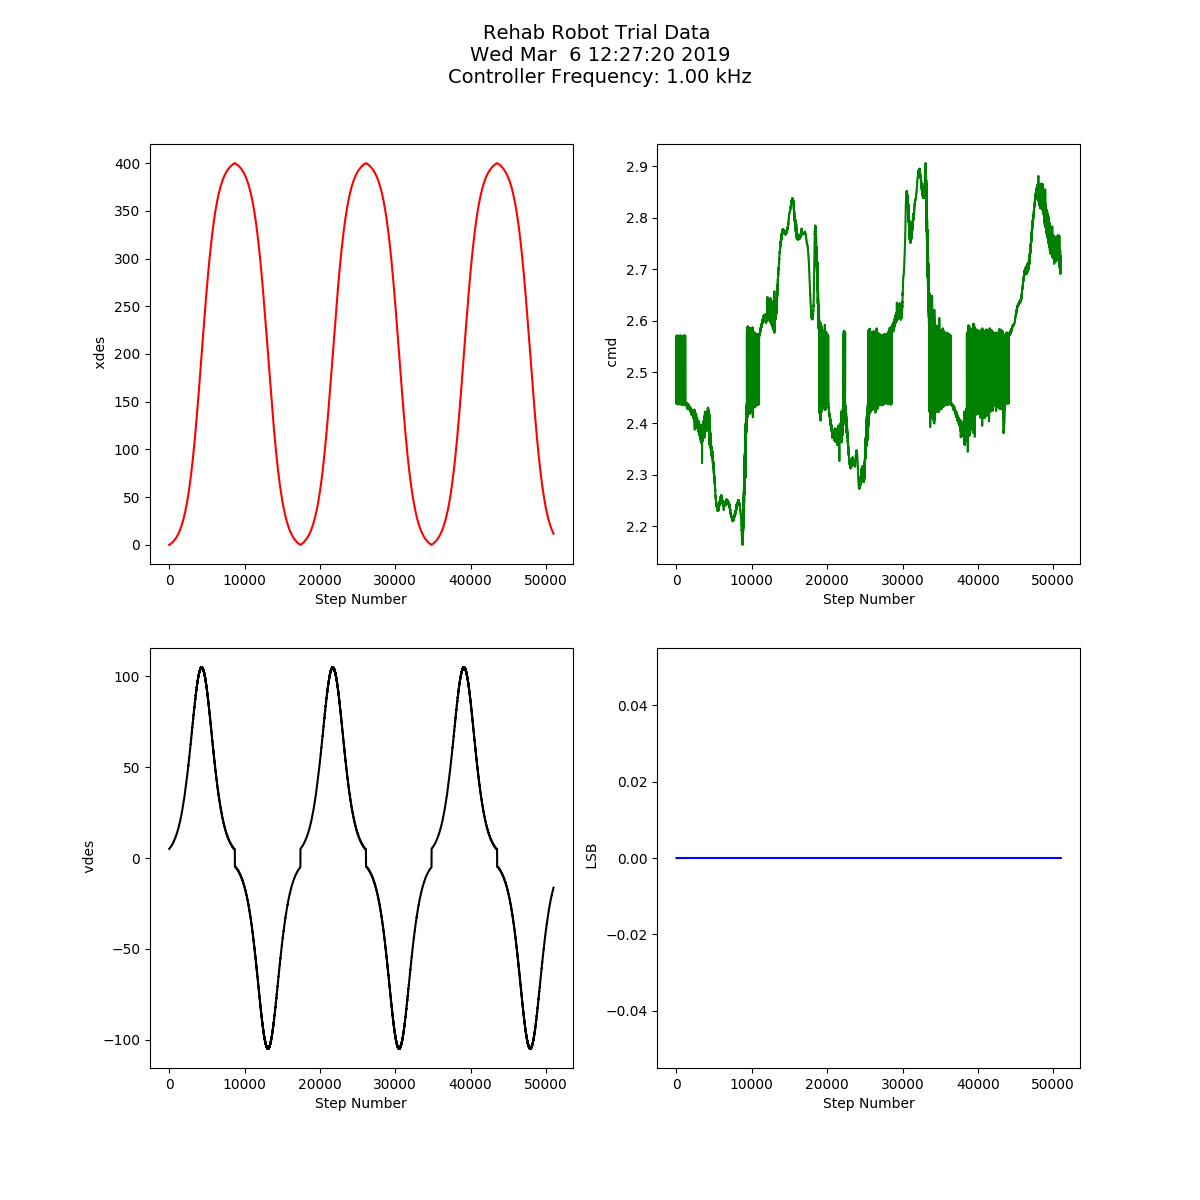 Rehab Robot Trial Data
Wed Mar  6 12:27:20 2019
Controller Frequency: 1.00 kHz
400
350
300
250
200
150
100
50
0
xdes
0 10000 20000 30000 40000 50000
Step Number
2.9
2.8
2.7
2.6
2.5
2.4
2.3
2.2
cmd
0 10000 20000 30000 40000 50000
Step Number
100
50
0
−50
−100
vdes
0 10000 20000 30000 40000 50000
Step Number
0.04
0.02
0.00
−0.02
−0.04
LSB
0 10000 20000 30000 40000 50000
Step Number